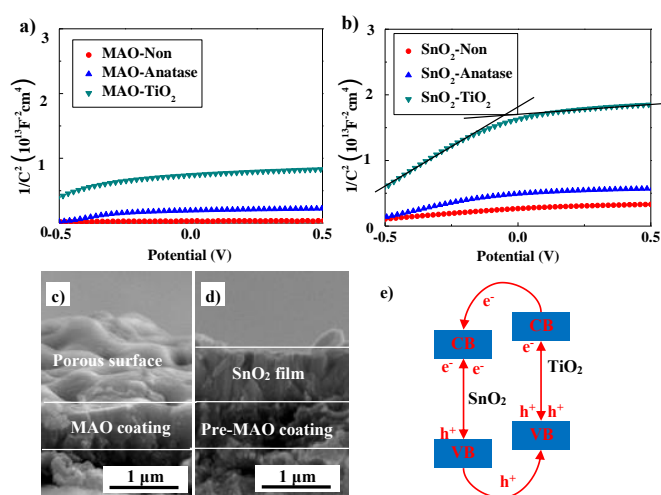 a)
3
2
1
0
-0.5
0.0
0.5
1/C² (10¹³F⁻²cm⁴)
Potential (V)
MAO-Non
MAO-Anatase
MAO-TiO₂
b)
3
2
1
0
-0.5
0.0
0.5
1/C² (10¹³F⁻²cm⁴)
Potential (V)
SnO₂-Non
SnO₂-Anatase
SnO₂-TiO₂
c)
Porous surface
MAO coating
1 µm
d)
SnO₂ film
Pre-MAO coating
1 µm
e)
e⁻
CB
CB
e⁻
e⁻ e⁻
TiO₂
SnO₂
h⁺ h⁺
h⁺
VB
VB
h⁺